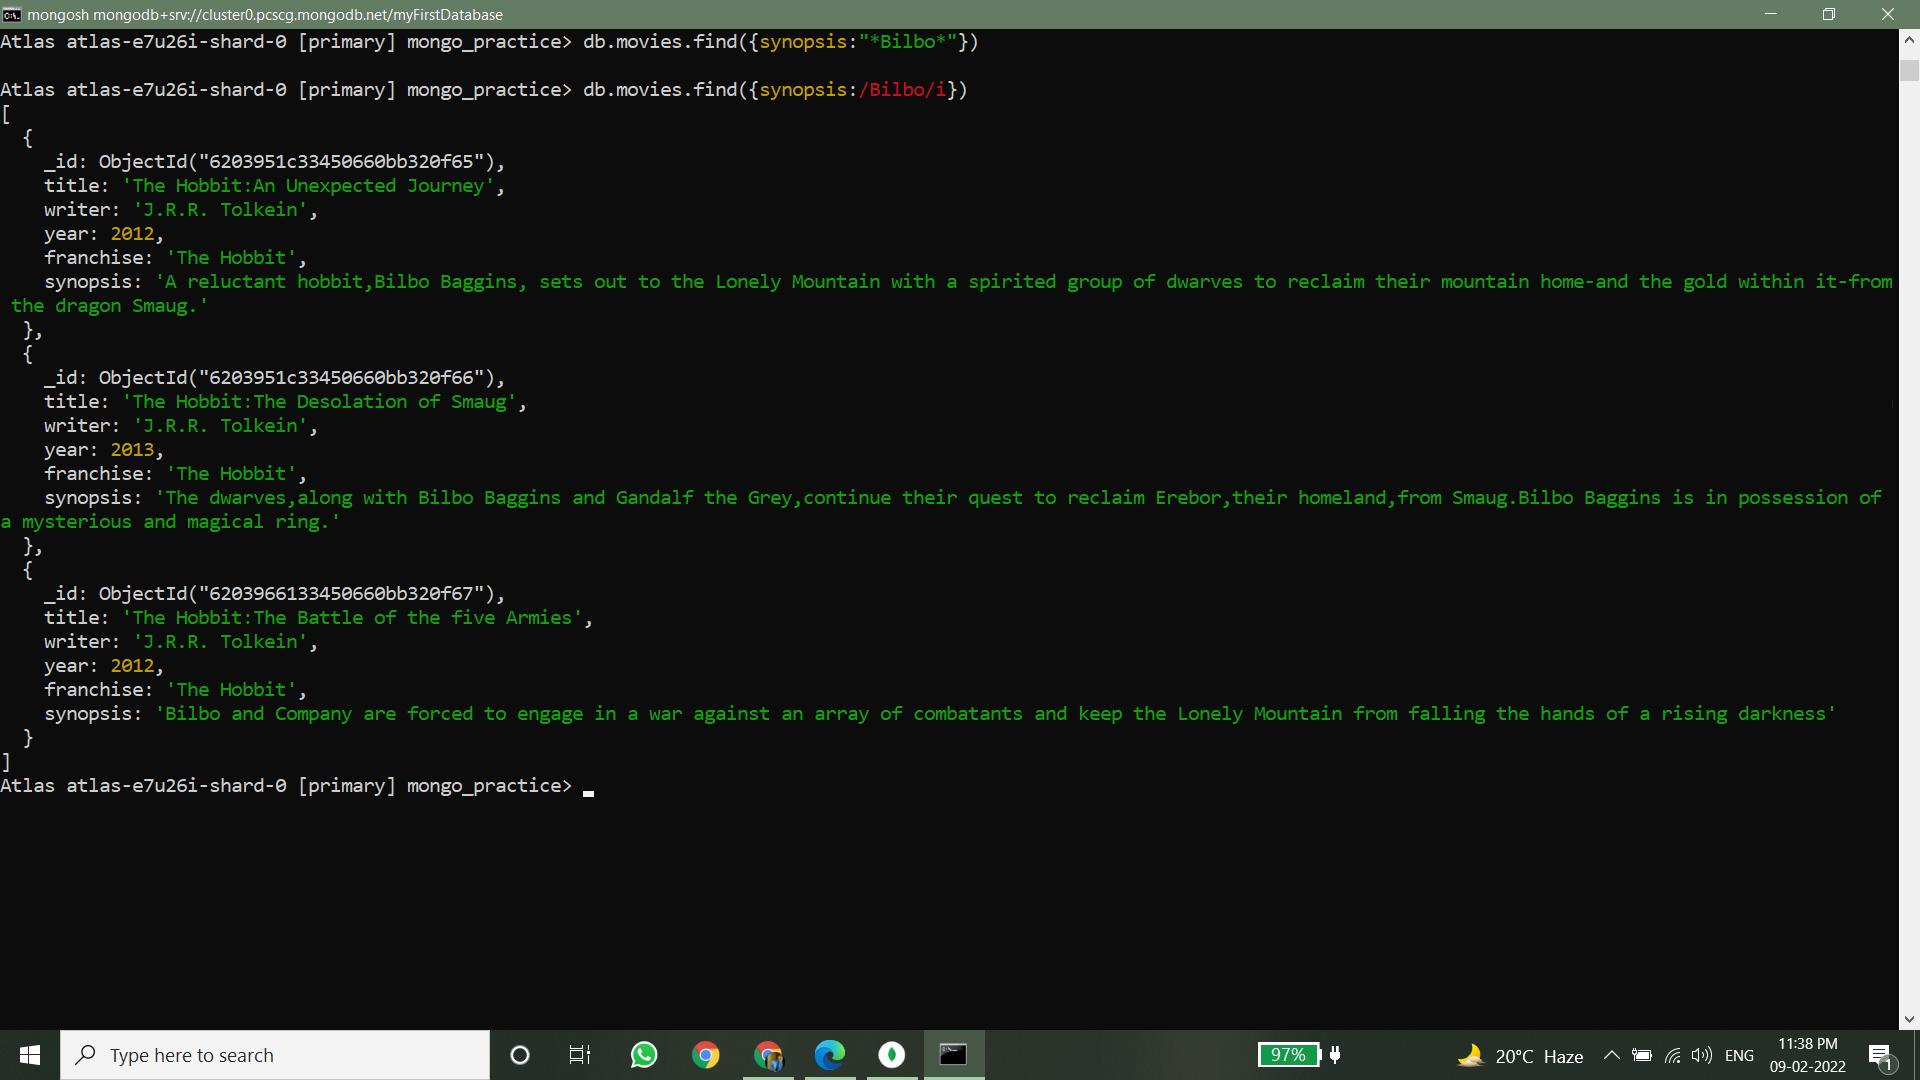 mongosh mongodb+srv://cluster0.pcscg.mongodb.net/myFirstDatabase
Atlas atlas-e7u26i-shard-0 [primary] mongo_practice> db.movies.find({synopsis:"*Bilbo*"})
Atlas atlas-e7u26i-shard-0 [primary] mongo_practice> db.movies.find({synopsis:/Bilbo/i})
[
  {
    _id: ObjectId("6203951c33450660bb320f65"),
    title: 'The Hobbit:An Unexpected Journey',
    writer: 'J.R.R. Tolkein',
    year: 2012,
    franchise: 'The Hobbit',
    synopsis: 'A reluctant hobbit,Bilbo Baggins, sets out to the Lonely Mountain with a spirited group of dwarves to reclaim their mountain home-and the gold within it-from
 the dragon Smaug.'
  },
  {
    _id: ObjectId("6203951c33450660bb320f66"),
    title: 'The Hobbit:The Desolation of Smaug',
    writer: 'J.R.R. Tolkein',
    year: 2013,
    franchise: 'The Hobbit',
    synopsis: 'The dwarves,along with Bilbo Baggins and Gandalf the Grey,continue their quest to reclaim Erebor,their homeland,from Smaug.Bilbo Baggins is in possession of
a mysterious and magical ring.'
  },
  {
    _id: ObjectId("6203966133450660bb320f67"),
    title: 'The Hobbit:The Battle of the five Armies',
    writer: 'J.R.R. Tolkein',
    year: 2012,
    franchise: 'The Hobbit',
    synopsis: 'Bilbo and Company are forced to engage in a war against an array of combatants and keep the Lonely Mountain from falling the hands of a rising darkness'
  }
]
Atlas atlas-e7u26i-shard-0 [primary] mongo_practice>
Type here to search
97%
20°C Haze
ENG
11:38 PM
09-02-2022
1